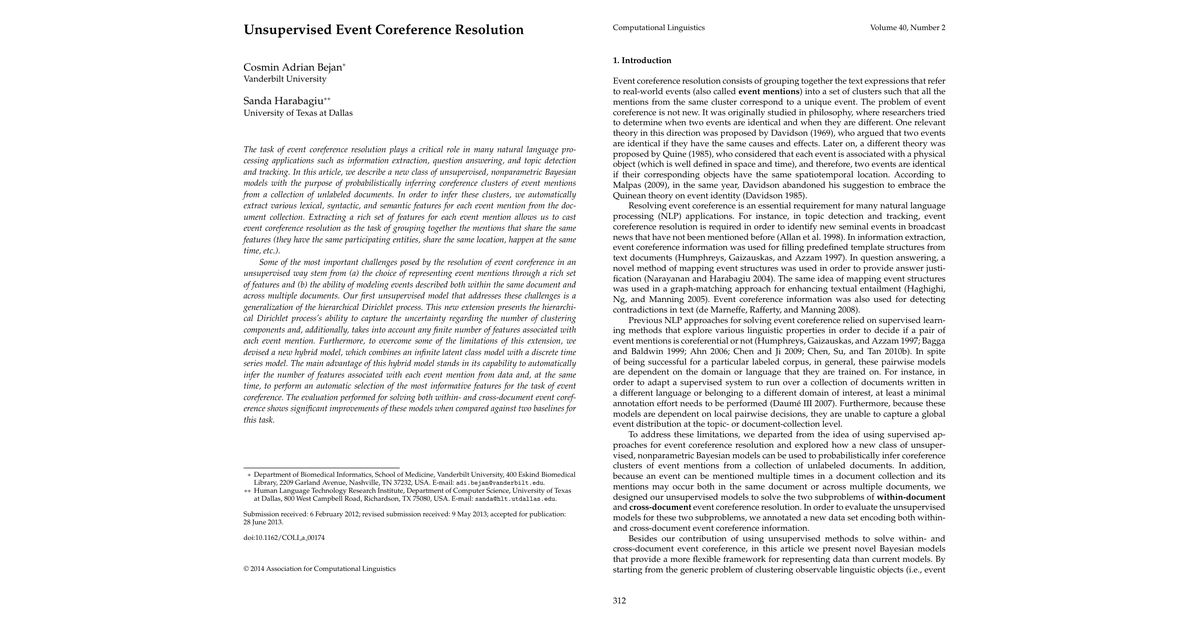 Unsupervised Event Coreference Resolution
Cosmin Adrian Bejan*
Vanderbilt University
Sanda Harabagiu**
University of Texas at Dallas
The task of event coreference resolution plays a critical role in many natural language pro-
cessing applications such as information extraction, question answering, and topic detection
and tracking. In this article, we describe a new class of unsupervised, nonparametric Bayesian
models with the purpose of probabilistically inferring coreference clusters of event mentions
from a collection of unlabeled documents. In order to infer these clusters, we automatically
extract various lexical, syntactic, and semantic features for each event mention from the doc-
ument collection. Extracting a rich set of features for each event mention allows us to cast
event coreference resolution as the task of grouping together the mentions that share the same
features (they have the same participating entities, share the same location, happen at the same
time, etc.).
Some of the most important challenges posed by the resolution of event coreference in an
unsupervised way stem from (a) the choice of representing event mentions through a rich set
of features and (b) the ability of modeling events described both within the same document and
across multiple documents. Our first unsupervised model that addresses these challenges is a
generalization of the hierarchical Dirichlet process. This new extension presents the hierarchi-
cal Dirichlet process's ability to capture the uncertainty regarding the number of clustering
components and, additionally, takes into account any finite number of features associated with
each event mention. Furthermore, to overcome some of the limitations of this extension, we
devised a new hybrid model, which combines an infinite latent class model with a discrete time
series model. The main advantage of this hybrid model stands in its capability to automatically
infer the number of features associated with each event mention from data and, at the same
time, to perform an automatic selection of the most informative features for the task of event
coreference. The evaluation performed for solving both within- and cross-document event coref-
erence shows significant improvements of these models when compared against two baselines for
this task.
* Department of Biomedical Informatics, School of Medicine, Vanderbilt University, 400 Eskind Biomedical
Library, 2209 Garland Avenue, Nashville, TN 37232, USA. E-mail: adi.bejan@vanderbilt.edu.
** Human Language Technology Research Institute, Department of Computer Science, University of Texas
at Dallas, 800 West Campbell Road, Richardson, TX 75080, USA. E-mail: sanda@hlt.utdallas.edu.
Submission received: 6 February 2012; revised submission received: 9 May 2013; accepted for publication:
28 June 2013.
doi:10.1162/COLI_a_00174
© 2014 Association for Computational Linguistics
Computational Linguistics Volume 40, Number 2
1. Introduction
Event coreference resolution consists of grouping together the text expressions that refer
to real-world events (also called event mentions) into a set of clusters such that all the
mentions from the same cluster correspond to a unique event. The problem of event
coreference is not new. It was originally studied in philosophy, where researchers tried
to determine when two events are identical and when they are different. One relevant
theory in this direction was proposed by Davidson (1969), who argued that two events
are identical if they have the same causes and effects. Later on, a different theory was
proposed by Quine (1985), who considered that each event is associated with a physical
object (which is well defined in space and time), and therefore, two events are identical
if their corresponding objects have the same spatiotemporal location. According to
Malpas (2009), in the same year, Davidson abandoned his suggestion to embrace the
Quinean theory on event identity (Davidson 1985).
Resolving event coreference is an essential requirement for many natural language
processing (NLP) applications. For instance, in topic detection and tracking, event
coreference resolution is required in order to identify new seminal events in broadcast
news that have not been mentioned before (Allan et al. 1998). In information extraction,
event coreference information was used for filling predefined template structures from
text documents (Humphreys, Gaizauskas, and Azzam 1997). In question answering, a
novel method of mapping event structures was used in order to provide answer justi-
fication (Narayanan and Harabagiu 2004). The same idea of mapping event structures
was used in a graph-matching approach for enhancing textual entailment (Haghighi,
Ng, and Manning 2005). Event coreference information was also used for detecting
contradictions in text (de Marneffe, Rafferty, and Manning 2008).
Previous NLP approaches for solving event coreference relied on supervised learn-
ing methods that explore various linguistic properties in order to decide if a pair of
event mentions is coreferential or not (Humphreys, Gaizauskas, and Azzam 1997; Bagga
and Baldwin 1999; Ahn 2006; Chen and Ji 2009; Chen, Su, and Tan 2010b). In spite
of being successful for a particular labeled corpus, in general, these pairwise models
are dependent on the domain or language that they are trained on. For instance, in
order to adapt a supervised system to run over a collection of documents written in
a different language or belonging to a different domain of interest, at least a minimal
annotation effort needs to be performed (Daumé III 2007). Furthermore, because these
models are dependent on local pairwise decisions, they are unable to capture a global
event distribution at the topic- or document-collection level.
To address these limitations, we departed from the idea of using supervised ap-
proaches for event coreference resolution and explored how a new class of unsuper-
vised, nonparametric Bayesian models can be used to probabilistically infer coreference
clusters of event mentions from a collection of unlabeled documents. In addition,
because an event can be mentioned multiple times in a document collection and its
mentions may occur both in the same document or across multiple documents, we
designed our unsupervised models to solve the two subproblems of within-document
and cross-document event coreference resolution. In order to evaluate the unsupervised
models for these two subproblems, we annotated a new data set encoding both within-
and cross-document event coreference information.
Besides our contribution of using unsupervised methods to solve within- and
cross-document event coreference, in this article we present novel Bayesian models
that provide a more flexible framework for representing data than current models. By
starting from the generic problem of clustering observable linguistic objects (i.e., event
312